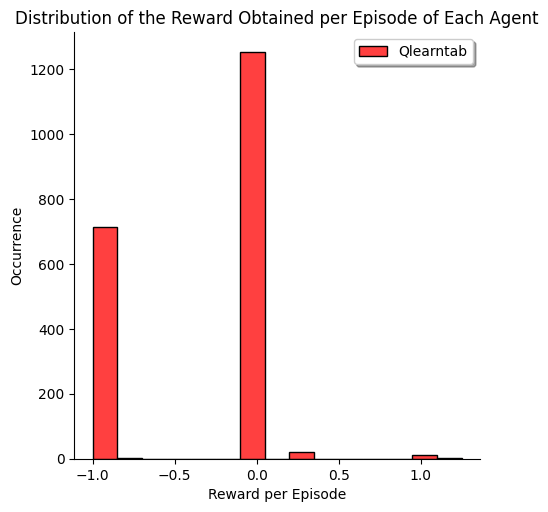 Distribution of the Reward Obtained per Episode of Each Agent
Qlearntab
1200
1000
800
600
400
200
0
Occurrence
−1.0 −0.5 0.0 0.5 1.0
Reward per Episode